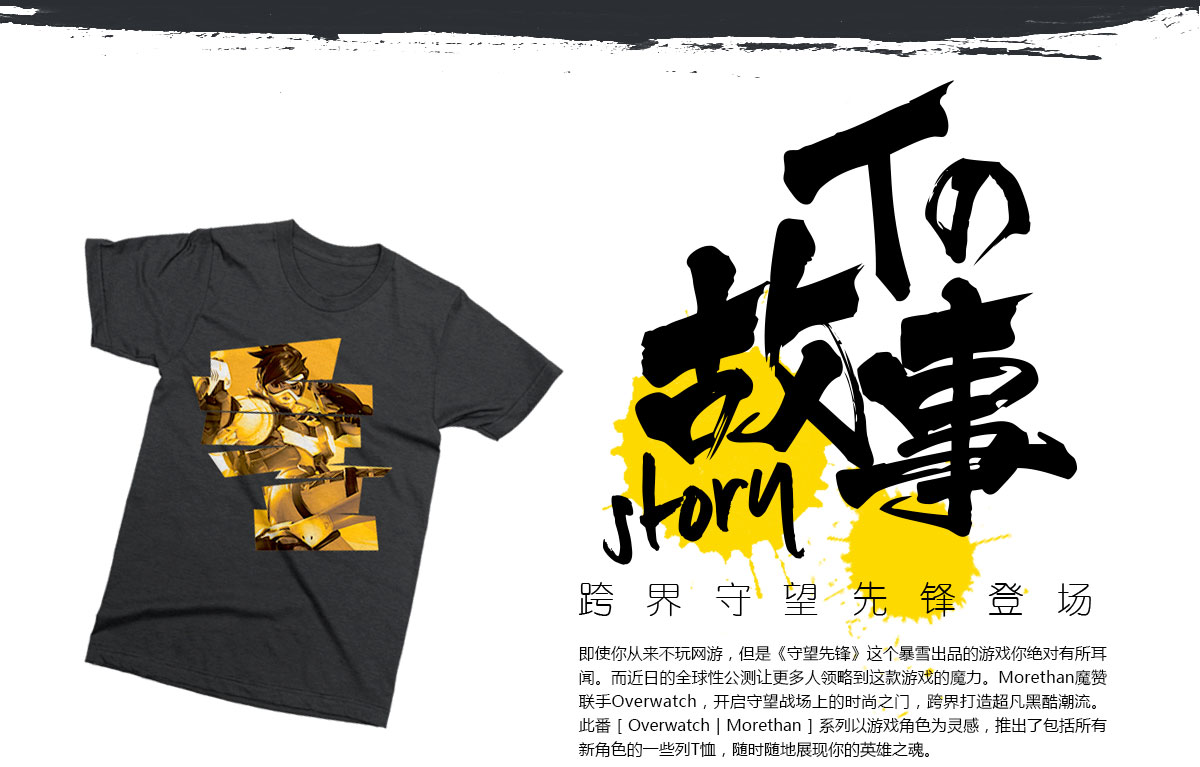 Tの
故事
story
跨界守望先锋登场
即使你从来不玩网游，但是《守望先锋》这个暴雪出品的游戏你绝对有所耳
闻。而近日的全球性公测让更多人领略到这款游戏的魔力。Morethan魔赞
联手Overwatch，开启守望战场上的时尚之门，跨界打造超凡黑酷潮流。
此番 [ Overwatch | Morethan ] 系列以游戏角色为灵感，推出了包括所有
新角色的一些列T恤，随时随地展现你的英雄之魂。